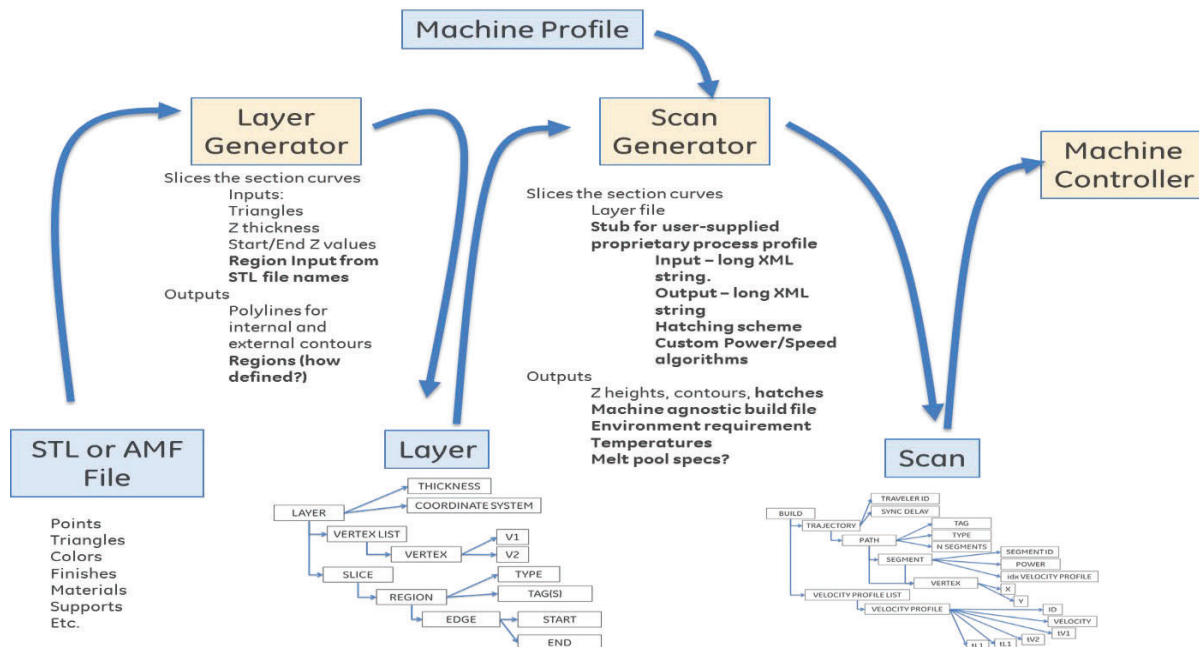 Machine Profile
Layer
Generator
Slices the section curves
Inputs:
Triangles
Z thickness
Start/End Z values
Region Input from
STL file names
Outputs
Polylines for
internal and
external contours
Regions (how
defined?)
Scan
Generator
Slices the section curves
Layer file
Stub for user-supplied
proprietary process profile
Input – long XML
string.
Output – long XML
string
Hatching scheme
Custom Power/Speed
algorithms
Outputs
Z heights, contours, hatches
Machine agnostic build file
Environment requirement
Temperatures
Melt pool specs?
Machine
Controller
STL or AMF
File
Points
Triangles
Colors
Finishes
Materials
Supports
Etc.
Layer
LAYER
THICKNESS
COORDINATE SYSTEM
VERTEX LIST
VERTEX
V1
V2
SLICE
REGION
TYPE
TAG(S)
EDGE
START
END
Scan
BUILD
TRAJECTORY
TRAVELER ID
SYNC DELAY
PATH
TAG
TYPE
N SEGMENTS
SEGMENT
SEGMENT ID
POWER
idx VELOCITY PROFILE
VERTEX
X
Y
VELOCITY PROFILE LIST
VELOCITY PROFILE
ID
VELOCITY
tV1
tV2
tL1
tL1